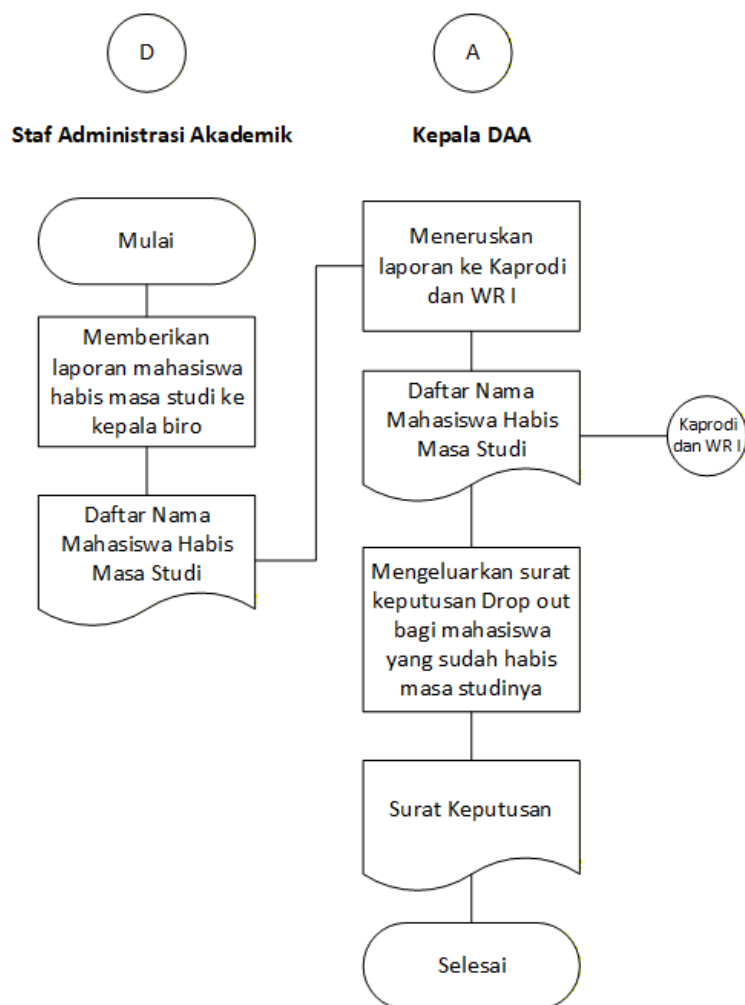 D
Staf Administrasi Akademik
Mulai
Memberikan
laporan mahasiswa
habis masa studi ke
kepala biro
Daftar Nama
Mahasiswa Habis
Masa Studi
A
Kepala DAA
Meneruskan
laporan ke Kaprodi
dan WR I
Daftar Nama
Mahasiswa Habis
Masa Studi
Kaprodi
dan WR I
Mengeluarkan surat
keputusan Drop out
bagi mahasiswa
yang sudah habis
masa studinya
Surat Keputusan
Selesai